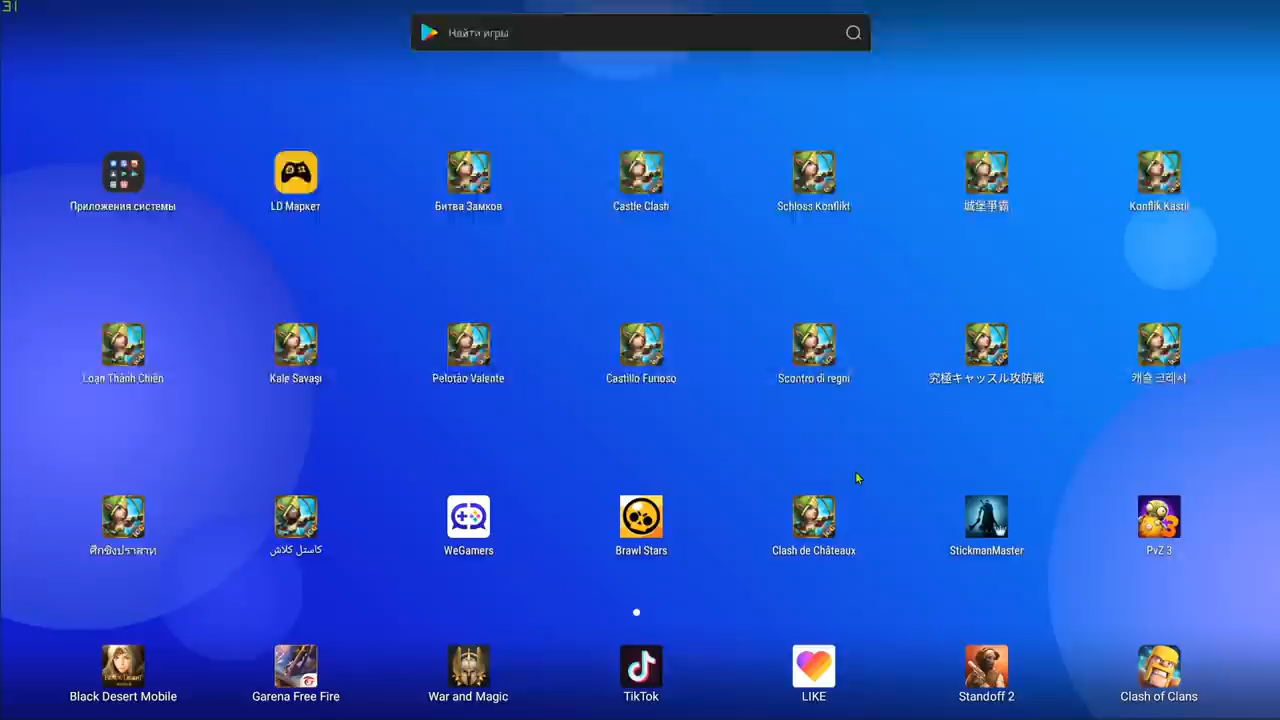 31
Найти игры
Приложения системы
LD Маркет
Битва Замков
Castle Clash
Schloss Konflikt
城堡爭霸
Konflik Kastil
Loạn Thành Chiến
Kale Savaşı
Pelotão Valente
Castillo Furioso
Scontro di regni
究極キャッスル攻防戦
캐슬 크래시
ศึกชิงปราสาท
كاستل كلاش
WeGamers
Brawl Stars
Clash de Châteaux
StickmanMaster
PvZ 3
Black Desert Mobile
Garena Free Fire
War and Magic
TikTok
LIKE
Standoff 2
Clash of Clans